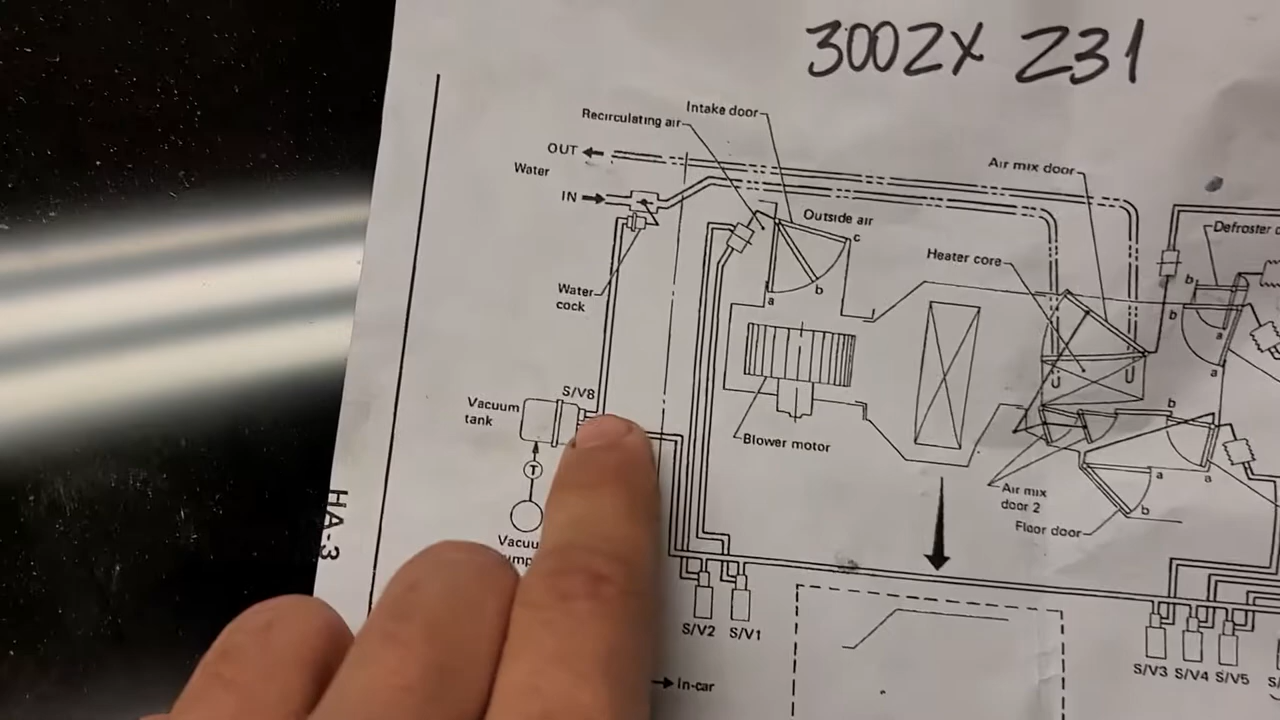 300ZX Z31
Intake door
Recirculating air
OUT
Water
IN
Air mix door
Outside air
c
Defroster
Heater core
b
a
b
b
a
a
Water
cock
S/V8
Vacuum
tank
T
Blower motor
b
a
a
b
Air mix
door 2
Floor door
HA-3
S/V2 S/V1
S/V3 S/V4 S/V5
In-car